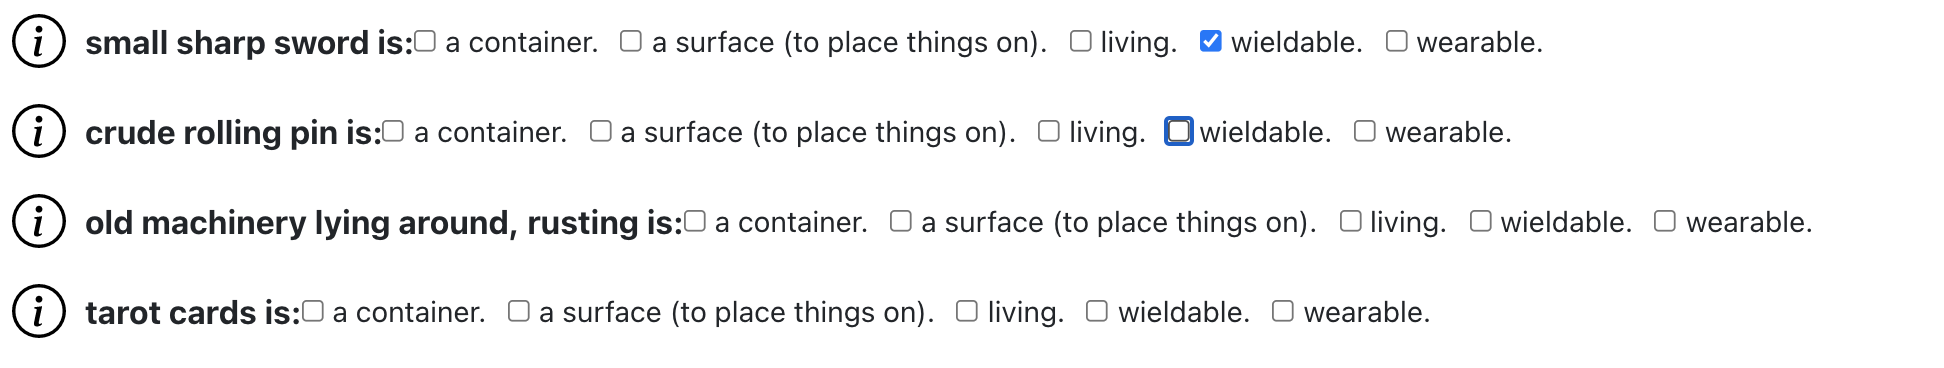 i small sharp sword is: a container. a surface (to place things on). living. wieldable. wearable.
i crude rolling pin is: a container. a surface (to place things on). living. wieldable. wearable.
i old machinery lying around, rusting is: a container. a surface (to place things on). living. wieldable. wearable.
i tarot cards is: a container. a surface (to place things on). living. wieldable. wearable.